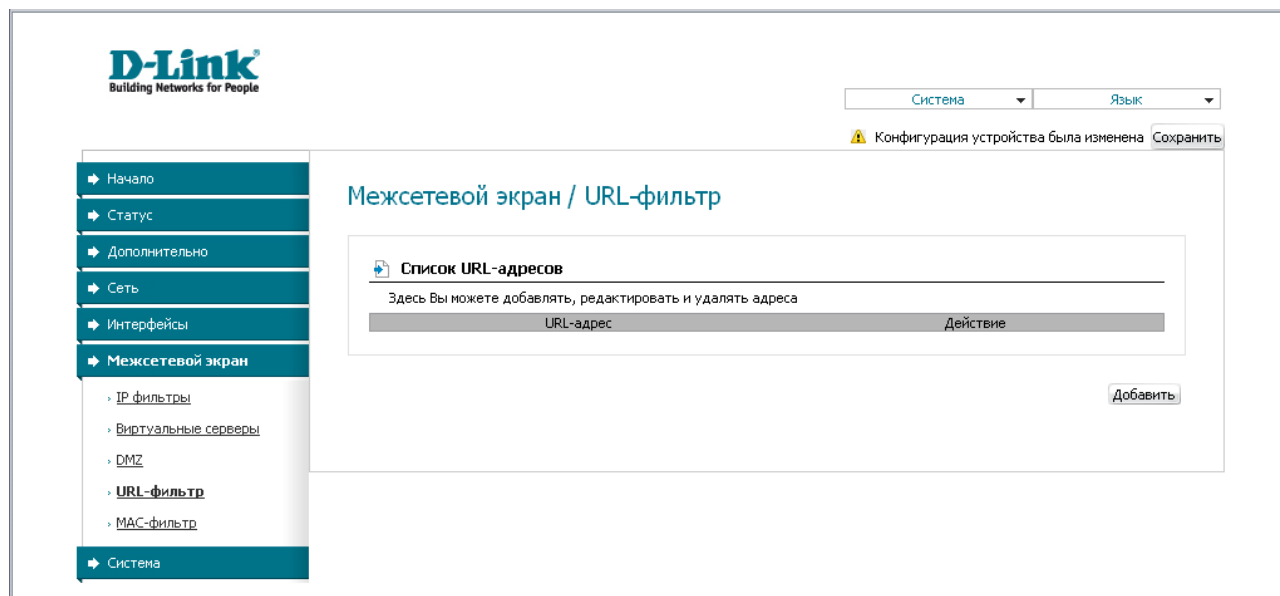 D-Link
Building Networks for People
Система Язык
Конфигурация устройства была изменена Сохранить
Начало
Статус
Дополнительно
Сеть
Интерфейсы
Межсетевой экран
IP фильтры
Виртуальные серверы
DMZ
URL-фильтр
MAC-фильтр
Система
Межсетевой экран / URL-фильтр
Список URL-адресов
Здесь Вы можете добавлять, редактировать и удалять адреса
URL-адрес Действие
Добавить